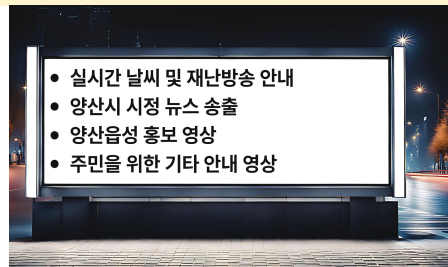 • 실시간 날씨 및 재난방송 안내
• 양산시 시정 뉴스 송출
• 양산읍성 홍보 영상
• 주민을 위한 기타 안내 영상